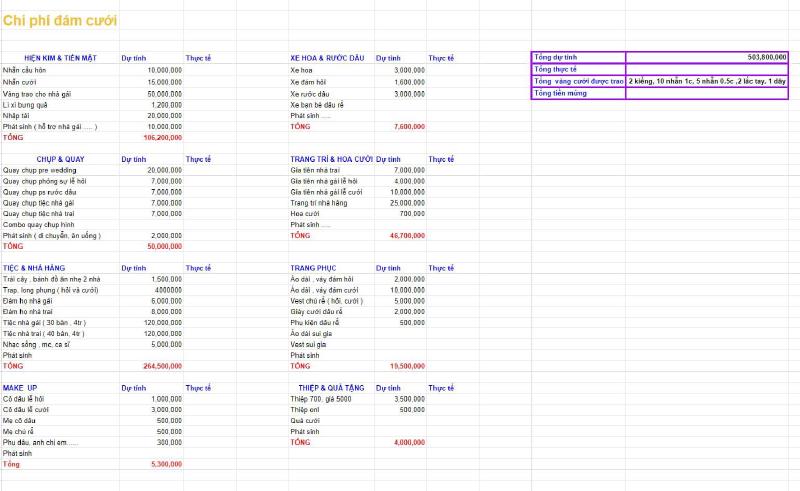 Chi phí đám cưới
HIỆN KIM & TIỀN MẶT Dự tính Thực tế
Nhẫn cầu hôn 10,000,000
Nhẫn cưới 15,000,000
Vàng trao cho nhà gái 50,000,000
Lì xì bưng quả 1,200,000
Nhập tài 20,000,000
Phát sinh ( hỗ trợ nhà gái ..... ) 10,000,000
TỔNG 106,200,000
XE HOA & RƯỚC DÂU Dự tính Thực tế
Xe hoa 3,000,000
Xe đám hỏi 1,600,000
Xe rước dâu 3,000,000
Xe bạn bè dâu rể
Phát sinh .....
TỔNG 7,600,000
Tổng dự tính 503,800,000
Tổng thực tế
Tổng vàng cưới được trao 2 kiềng, 10 nhẫn 1c, 5 nhẫn 0.5c ,2 lắc tay, 1 dây
Tổng tiền mừng
CHỤP & QUAY Dự tính Thực tế
Quay chụp pre wedding 20,000,000
Quay chụp phóng sự lễ hỏi 7,000,000
Quay chụp ps rước dâu 7,000,000
Quay chụp tiệc nhà gái 7,000,000
Quay chụp tiệc nhà trai 7,000,000
Combo quay chụp hình
Phát sinh ( di chuyển, ăn uống ) 2,000,000
TỔNG 50,000,000
TRANG TRÍ & HOA CƯỚI Dự tính Thực tế
Gia tiên nhà trai 7,000,000
Gia tiên nhà gái lễ hỏi 4,000,000
Gia tiên nhà gái lễ cưới 10,000,000
Trang trí nhà hàng 25,000,000
Hoa cưới 700,000
Phát sinh .....
TỔNG 46,700,000
TIỆC & NHÀ HÀNG Dự tính Thực tế
Trái cây , bánh đồ ăn nhẹ 2 nhà 1,500,000
Trap, long phụng ( hỏi và cưới) 4000000
Đám họ nhà gái 6,000,000
Đám họ nhà trai 8,000,000
Tiệc nhà gái ( 30 bàn , 4tr ) 120,000,000
Tiệc nhà trai ( 40 bàn, 4tr ) 120,000,000
Nhạc sống , mc, ca sĩ 5,000,000
Phát sinh
TỔNG 264,500,000
TRANG PHỤC Dự tính Thực tế
Áo dài , váy đám hỏi 2,000,000
Áo dài , váy đám cưới 10,000,000
Vest chú rể ( hỏi, cưới ) 5,000,000
Giày cưới dâu rể 2,000,000
Phụ kiện dâu rể 500,000
Áo dài sui gia
Vest sui gia
Phát sinh
TỔNG 19,500,000
MAKE UP Dự tính Thực tế
Cô dâu lễ hỏi 1,000,000
Cô dâu lễ cưới 3,000,000
Mẹ cô dâu 500,000
Mẹ chú rể 500,000
Phụ dâu, anh chị em...... 300,000
Phát sinh
Tổng 5,300,000
THIỆP & QUÀ TẶNG Dự tính Thực tế
Thiệp 700. giá 5000 3,500,000
Thiệp onl 500,000
Quà cưới
Phát sinh
TỔNG 4,000,000